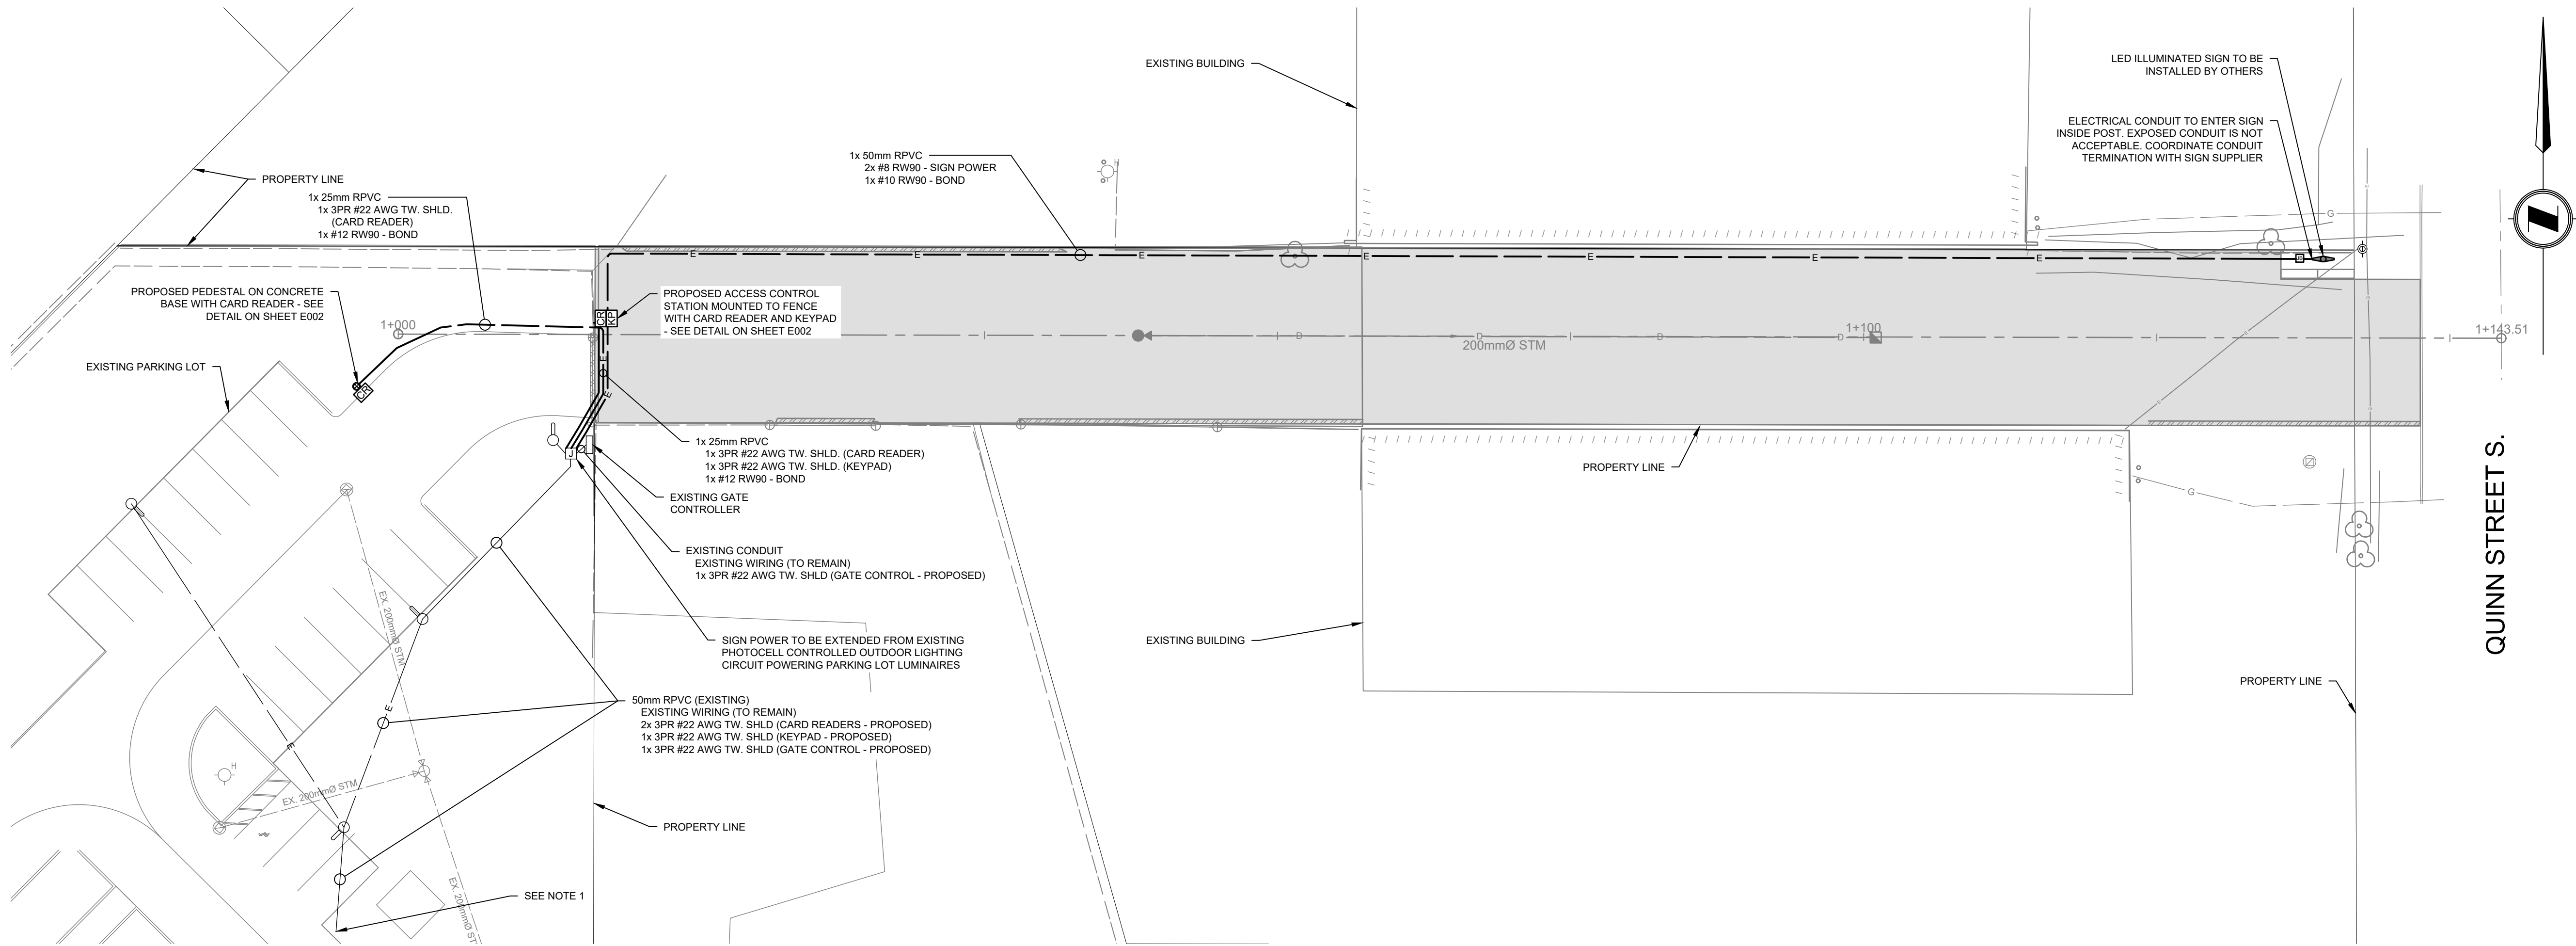 EXISTING BUILDING
LED ILLUMINATED SIGN TO BE
INSTALLED BY OTHERS
ELECTRICAL CONDUIT TO ENTER SIGN
INSIDE POST. EXPOSED CONDUIT IS NOT
ACCEPTABLE. COORDINATE CONDUIT
TERMINATION WITH SIGN SUPPLIER
1x 50mm RPVC
2x #8 RW90 - SIGN POWER
1x #10 RW90 - BOND
H
PROPERTY LINE
1x 25mm RPVC
1x 3PR #22 AWG TW. SHLD.
(CARD READER)
1x #12 RW90 - BOND
G
E
E
E
E
E
E
E
PROPOSED PEDESTAL ON CONCRETE
BASE WITH CARD READER - SEE
DETAIL ON SHEET E002
PROPOSED ACCESS CONTROL
STATION MOUNTED TO FENCE
WITH CARD READER AND KEYPAD
- SEE DETAIL ON SHEET E002
CR
KP
1+000
D
D
D
D
200mmØ STM
1+100
1+143.51
EXISTING PARKING LOT
CR
E
E
J
1x 25mm RPVC
1x 3PR #22 AWG TW. SHLD. (CARD READER)
1x 3PR #22 AWG TW. SHLD. (KEYPAD)
1x #12 RW90 - BOND
PROPERTY LINE
G
EXISTING GATE
CONTROLLER
QUINN STREET S.
EXISTING CONDUIT
EXISTING WIRING (TO REMAIN)
1x 3PR #22 AWG TW. SHLD (GATE CONTROL - PROPOSED)
EX. 200mmØ STM
SIGN POWER TO BE EXTENDED FROM EXISTING
PHOTOCELL CONTROLLED OUTDOOR LIGHTING
CIRCUIT POWERING PARKING LOT LUMINAIRES
EXISTING BUILDING
PROPERTY LINE
50mm RPVC (EXISTING)
EXISTING WIRING (TO REMAIN)
2x 3PR #22 AWG TW. SHLD (CARD READERS - PROPOSED)
1x 3PR #22 AWG TW. SHLD (KEYPAD - PROPOSED)
1x 3PR #22 AWG TW. SHLD (GATE CONTROL - PROPOSED)
E
E
H
EX. 200mmØ STM
PROPERTY LINE
EX. 200mmØ ST
SEE NOTE 1